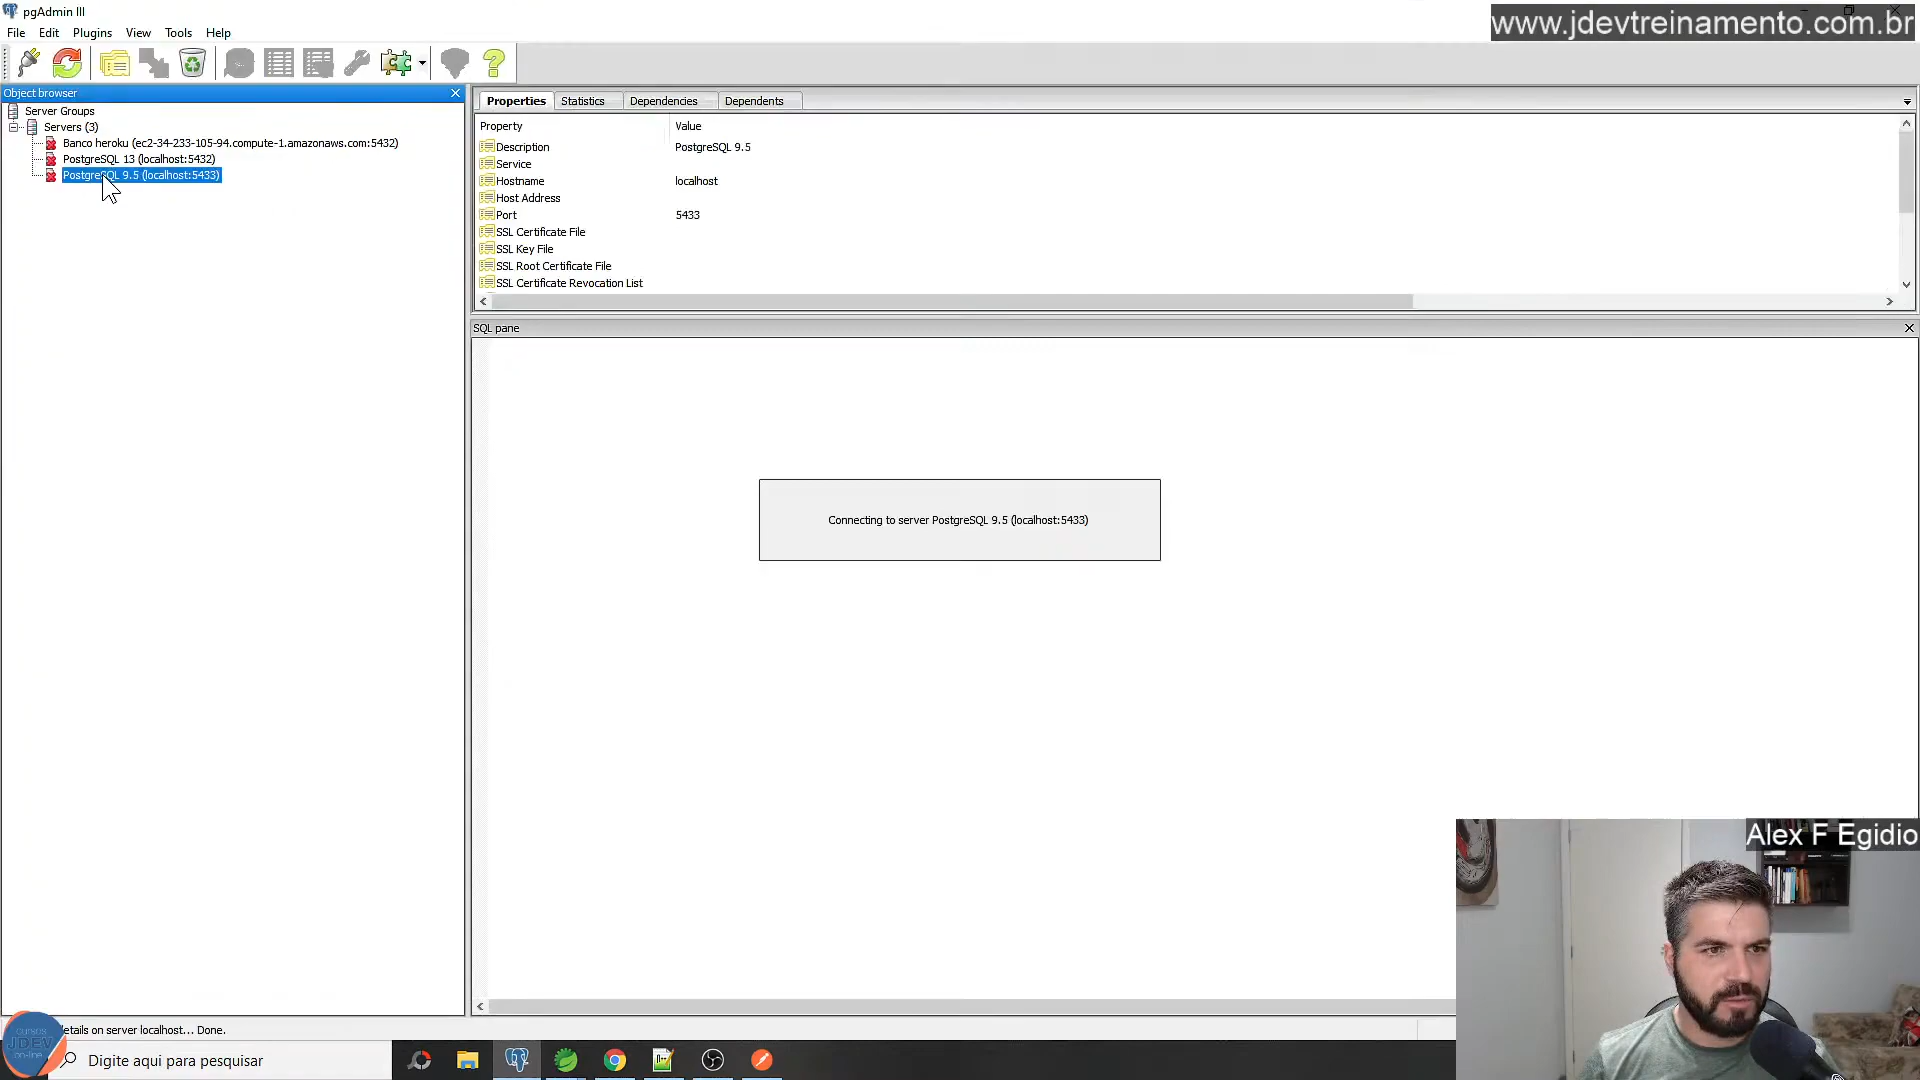 pgAdmin III
www.jdevtreinamento.com.br
File Edit Plugins View Tools Help
Object browser
Server Groups
Servers (3)
Banco heroku (ec2-34-233-105-94.compute-1.amazonaws.com:5432)
PostgreSQL 13 (localhost:5432)
PostgreSQL 9.5 (localhost:5433)
Properties Statistics Dependencies Dependents
Property Value
Description PostgreSQL 9.5
Service
Hostname localhost
Host Address
Port 5433
SSL Certificate File
SSL Key File
SSL Root Certificate File
SSL Certificate Revocation List
SQL pane
Connecting to server PostgreSQL 9.5 (localhost:5433)
Alex F Egidio
etails on server localhost... Done.
cursos
JDEV
on-line
Digite aqui para pesquisar